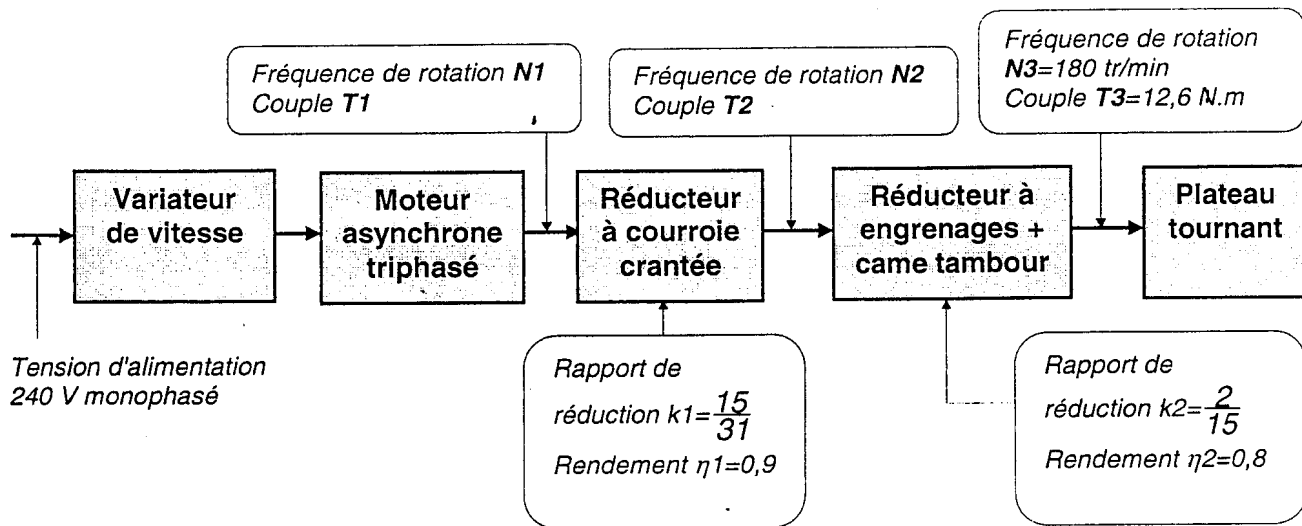 Fréquence de rotation N1
Couple T1
Fréquence de rotation N2
Couple T2
Fréquence de rotation
N3=180 tr/min
Couple T3=12,6 N.m
Variateur
de vitesse
Moteur
asynchrone
triphasé
Réducteur
à courroie
crantée
Réducteur à
engrenages +
came tambour
Plateau
tournant
Tension d'alimentation
240 V monophasé
Rapport de
réduction k1=15/31
Rendement η1=0,9
Rapport de
réduction k2=2/15
Rendement η2=0,8